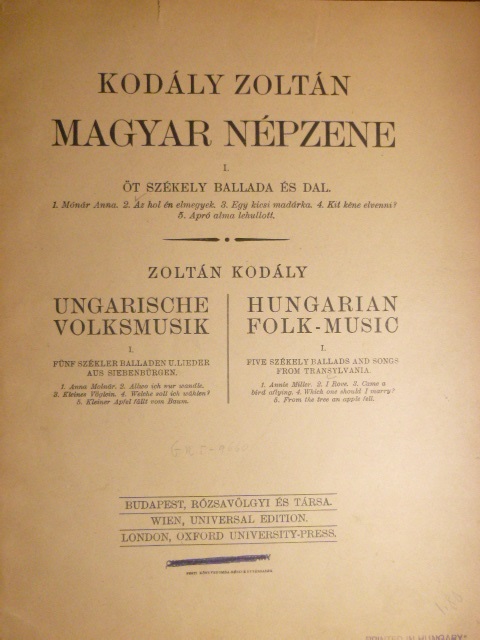 KODÁLY ZOLTÁN
MAGYAR NÉPZENE
I.
ÖT SZÉKELY BALLADA ÉS DAL.
1. Mónár Anna. 2. Az hol én elmegyek. 3. Egy kicsi madárka. 4. Kit kéne elvenni?
5. Apró alma lehullott.
ZOLTÁN KODÁLY
UNGARISCHE
VOLKSMUSIK
I.
FÜNF SZÉKLER BALLADEN U. LIEDER
AUS SIEBENBÜRGEN.
1. Anna Molnár. 2. Allwo ich nur wandle.
3. Kleines Vöglein. 4. Welche soll ich wählen?
5. Kleiner Apfel fällt vom Baum.
HUNGARIAN
FOLK-MUSIC
I.
FIVE SZÉKELY BALLADS AND SONGS
FROM TRANSYLVANIA.
1. Annie Miller. 2. I Rove. 3. Came a
bird aflying. 4. Which one should I marry?
5. From the tree an apple fell.
BUDAPEST, RÓZSAVÖLGYI ÉS TÁRSA.
WIEN, UNIVERSAL EDITION.
LONDON, OXFORD UNIVERSITY-PRESS.
PRINTED IN HUNGARY